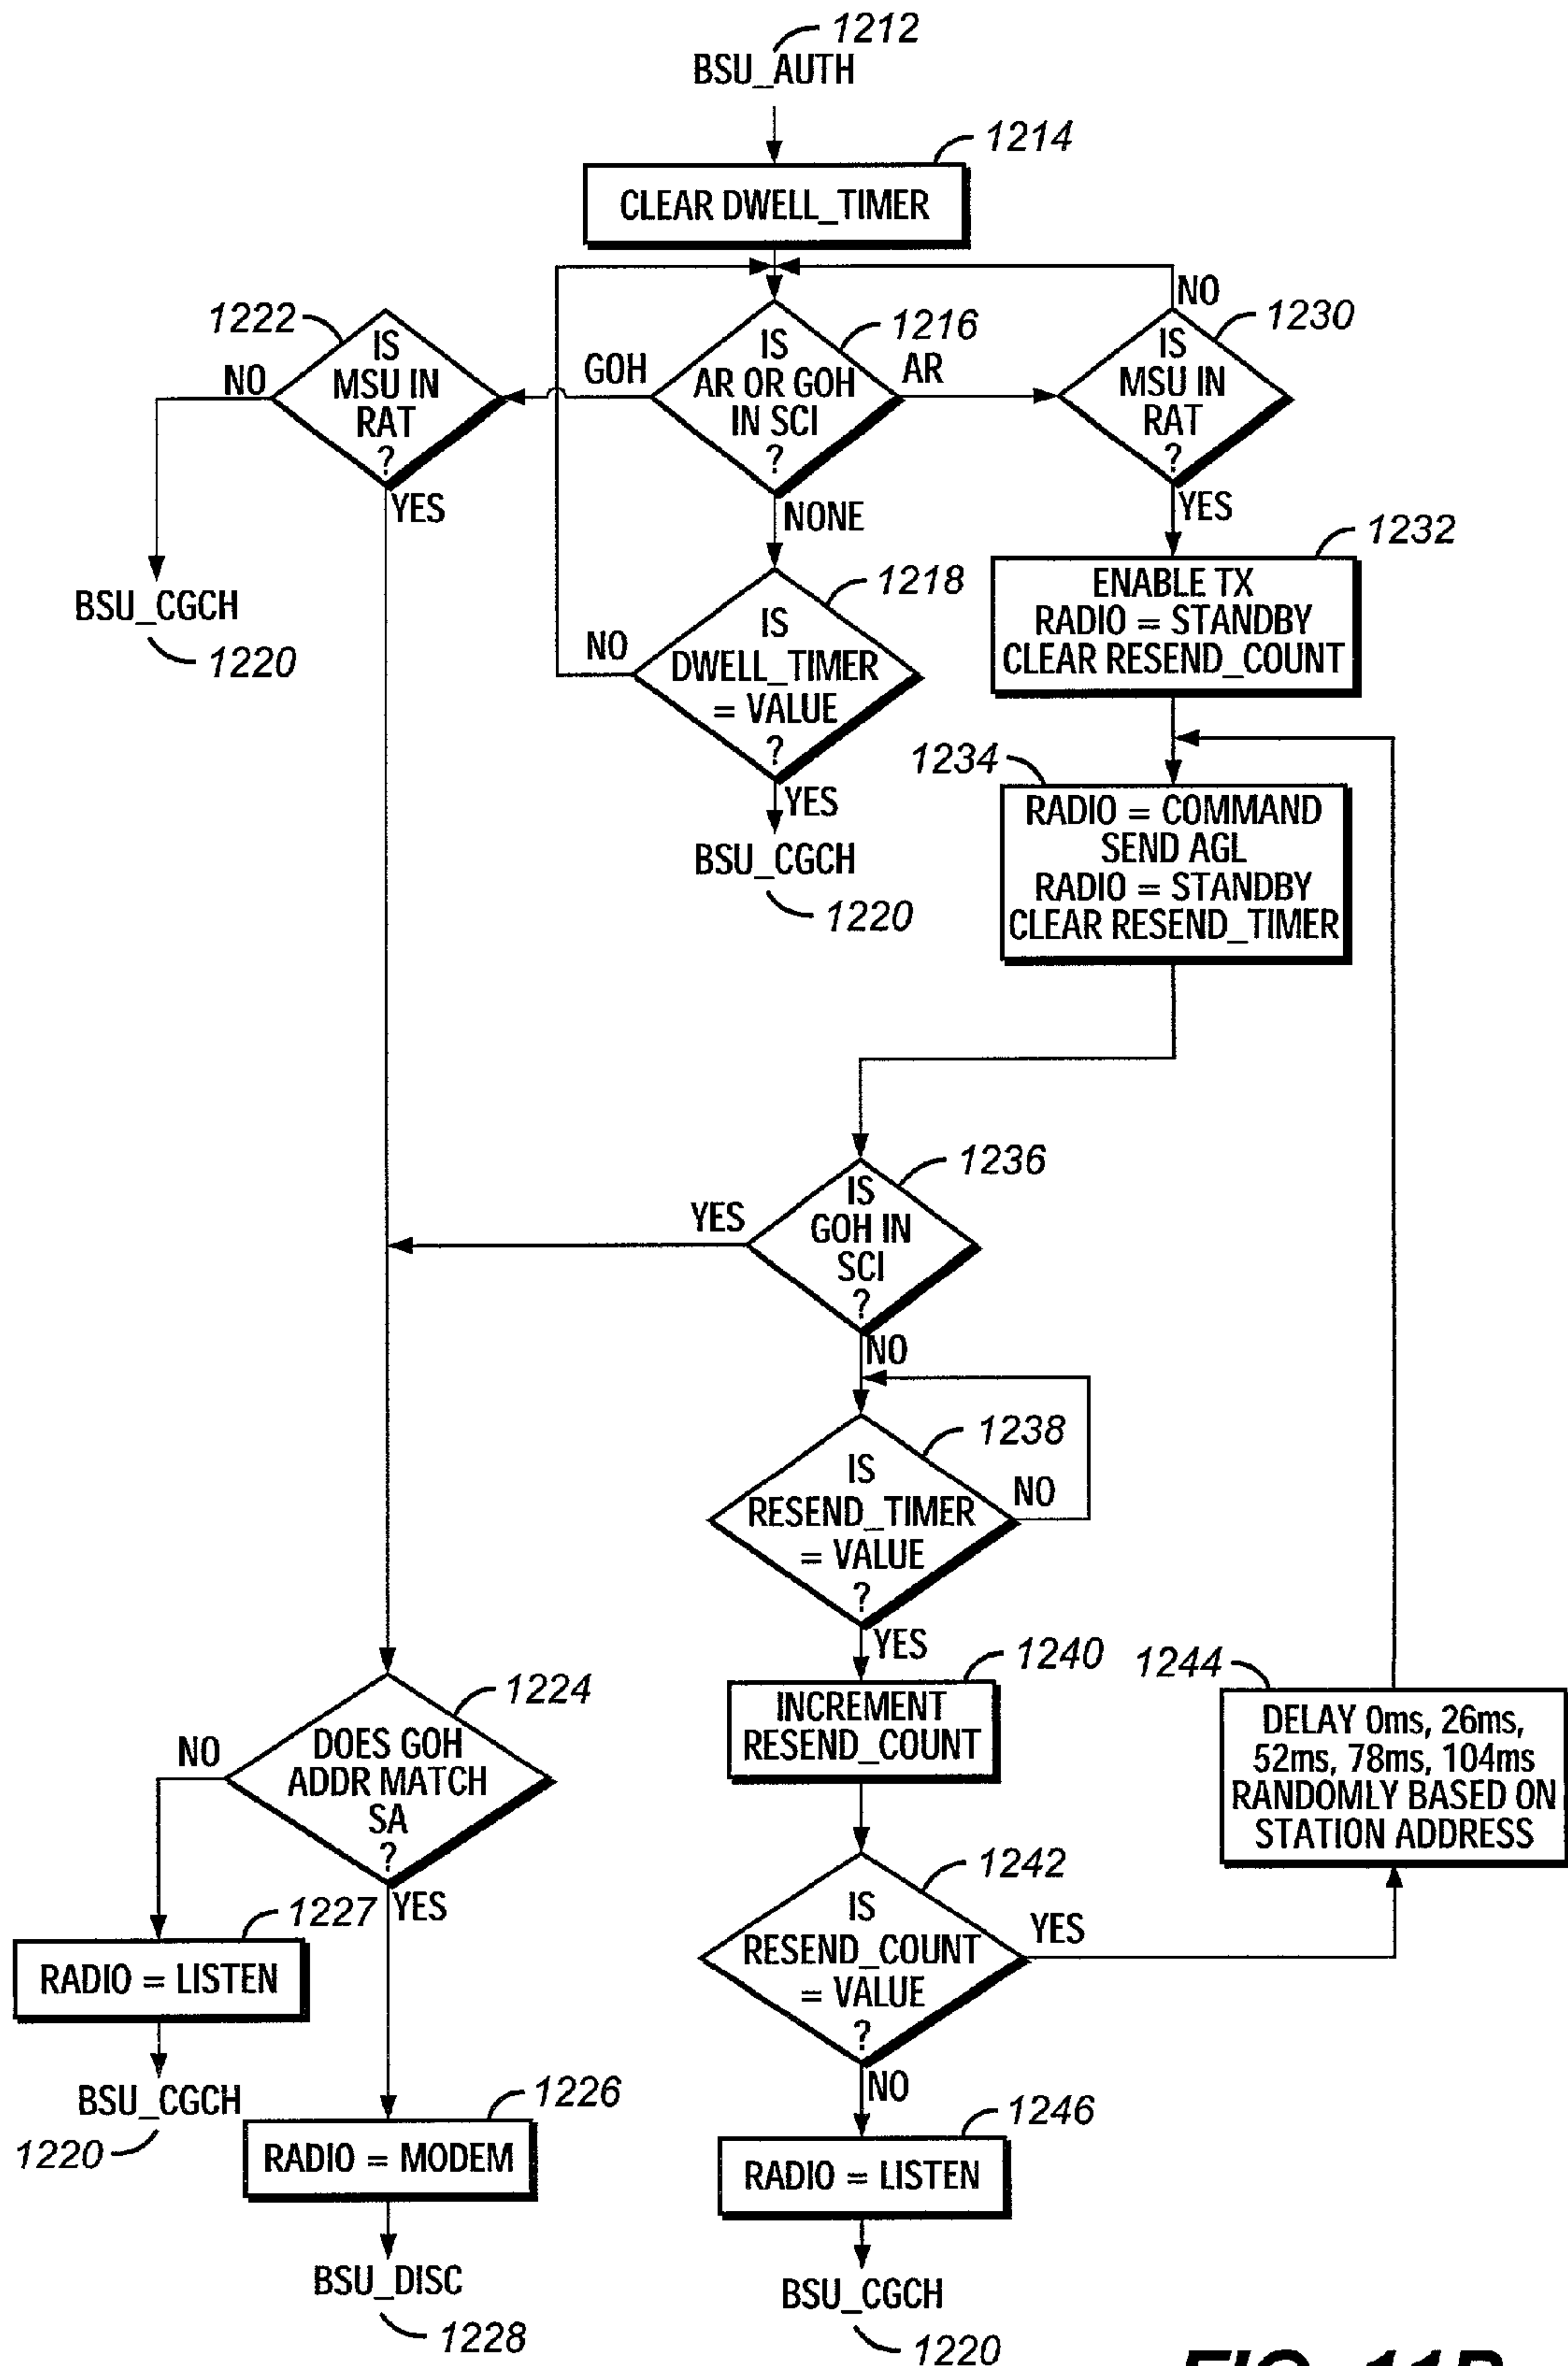 1212
BSU_AUTH
1214
CLEAR DWELL_TIMER
NO
1222
IS
MSU IN
RAT
?
NO
YES
GOH
1216
IS
AR OR GOH
IN SCI
?
AR
NONE
1230
IS
MSU IN
RAT
?
YES
BSU_CGCH
1220
1218
IS
DWELL_TIMER
= VALUE
?
NO
YES
BSU_CGCH
1220
1232
ENABLE TX
RADIO = STANDBY
CLEAR RESEND_COUNT
1234
RADIO = COMMAND
SEND AGL
RADIO = STANDBY
CLEAR RESEND_TIMER
1236
IS
GOH IN
SCI
?
YES
NO
1238
IS
RESEND_TIMER
= VALUE
?
NO
YES
1240
INCREMENT
RESEND_COUNT
1244
DELAY 0ms, 26ms,
52ms, 78ms, 104ms
RANDOMLY BASED ON
STATION ADDRESS
1224
DOES GOH
ADDR MATCH
SA
?
NO
YES
1242
IS
RESEND_COUNT
= VALUE
?
YES
NO
1227
RADIO = LISTEN
BSU_CGCH
1220
1226
RADIO = MODEM
BSU_DISC
1228
1246
RADIO = LISTEN
BSU_CGCH
1220
FIG. 11B